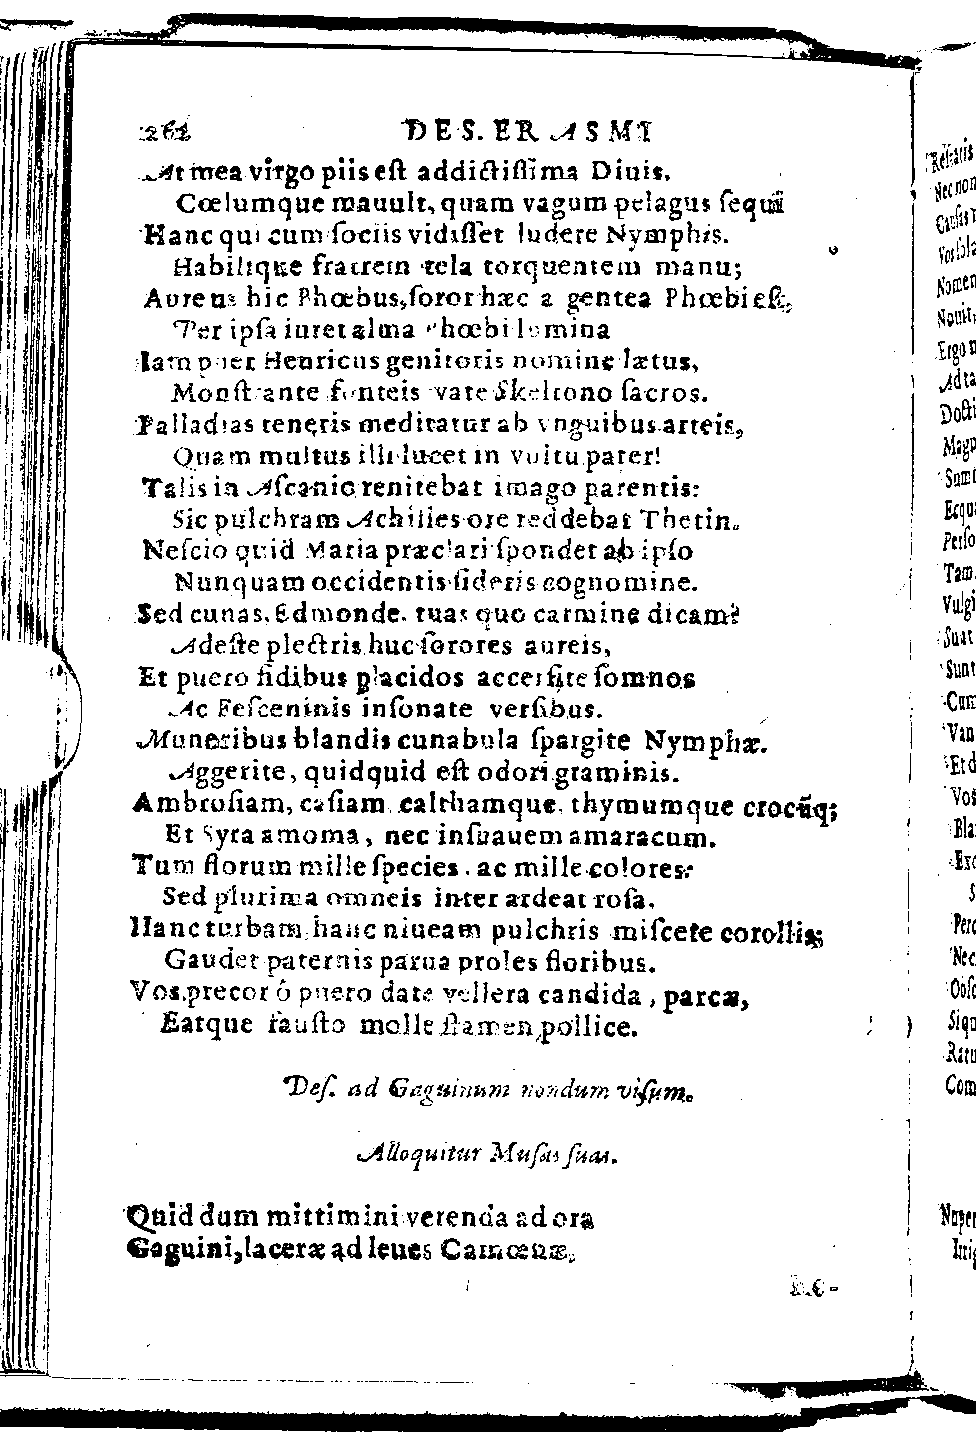 262 DES. ERASMI
At mea virgo piis eſt addictiſſima Diuis,
Cœlumque mauult, quam vagum pelagus ſequi
Hanc qui cum ſociis vidiſſet ludere Nymphis.
Habilique fratrem tela torquentem manu;
Aureus hic Phœbus, ſoror hæc argentea Phœbi eſt,
Per ipſa iuret alma Phœbi lumina
Iam puer Henricus genitoris nomine lætus,
Monſtrante fonteis vate Skeltono ſacros.
Palladias teneris meditatur ab vnguibus arteis,
Quam multus illi lucet in vultu pater!
Talis in Aſcanio renitebat imago parentis:
Sic pulchram Achilles ore reddebat Thetin.
Neſcio quid Maria præclari ſpondet ab ipſo
Nunquam occidentis ſideris cognomine.
Sed cunas, Edmonde. tuas quo carmine dicam?
Adeſte plectris huc ſorores aureis,
Et puero fidibus placidos accerſite ſomnos
Ac Feſceninis inſonate verſibus.
Muneribus blandis cunabula ſpargite Nymphæ.
Aggerite, quidquid eſt odori graminis.
Ambroſiam, caſiam, calthamque, thymumque crocūq;
Et Syra amoma, nec inſuauem amaracum.
Tum florum mille ſpecies, ac mille colores:
Sed plurima omneis inter ardeat roſa.
Hanc turbam hanc niueam pulchris miſcete corollis;
Gaudet paternis parua proles floribus.
Vos, precor ó puero date vellera candida, parcæ,
Eatque fauſto molle ſtamen pollice.
Deſ. ad Gaguinum nondum viſum.
Alloquitur Muſas ſuas.
Quid dum mittimini verenda ad ora
Gaguini, laceræ ad leues Camœnæ,